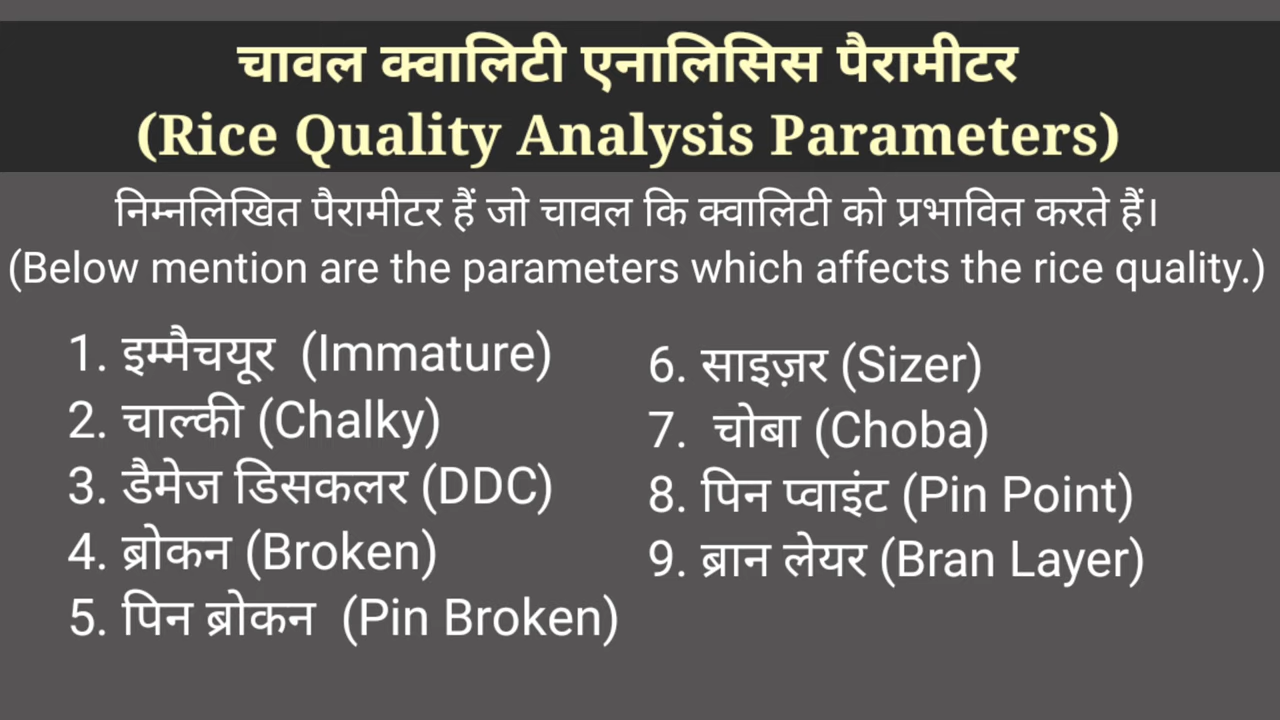 चावल क्वालिटी एनालिसिस पैरामीटर
(Rice Quality Analysis Parameters)
निम्नलिखित पैरामीटर हैं जो चावल कि क्वालिटी को प्रभावित करते हैं।
(Below mention are the parameters which affects the rice quality.)
1. इम्मैचयूर (Immature)
2. चाल्की (Chalky)
3. डैमेज डिसकलर (DDC)
4. ब्रोकन (Broken)
5. पिन ब्रोकन (Pin Broken)
6. साइज़र (Sizer)
7. चोबा (Choba)
8. पिन प्वाइंट (Pin Point)
9. ब्रान लेयर (Bran Layer)